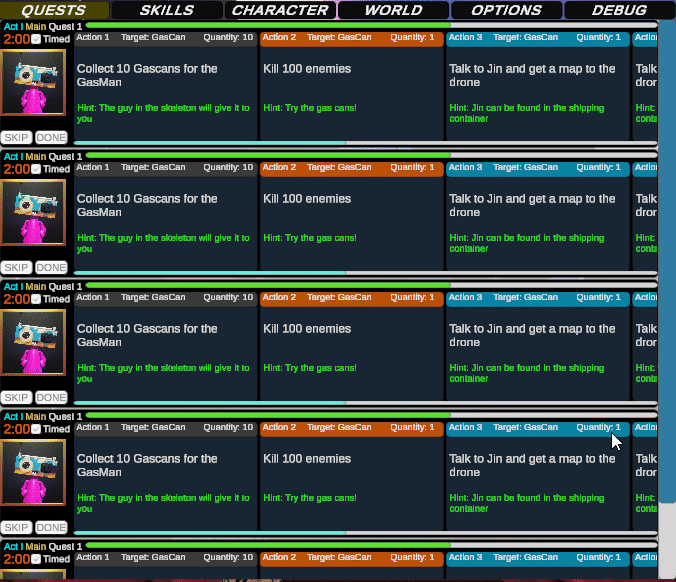 QUESTS SKILLS CHARACTER WORLD OPTIONS DEBUG
Act I Main Quest 1
2:00 Timed
Action 1 Target: GasCan Quantity: 10 Action 2 Target: GasCan Quantity: 1 Action 3 Target: GasCan Quantity: 1 Action
Collect 10 Gascans for the Kill 100 enemies Talk to Jin and get a map to the Talk
GasMan drone dron
Hint: The guy in the skeleton will give it to Hint: Try the gas cans! Hint: Jin can be found in the shipping Hint:
you container conta
SKIP DONE
Act I Main Quest 1
2:00 Timed
Action 1 Target: GasCan Quantity: 10 Action 2 Target: GasCan Quantity: 1 Action 3 Target: GasCan Quantity: 1 Action
Collect 10 Gascans for the Kill 100 enemies Talk to Jin and get a map to the Talk
GasMan drone dron
Hint: The guy in the skeleton will give it to Hint: Try the gas cans! Hint: Jin can be found in the shipping Hint:
you container conta
SKIP DONE
Act I Main Quest 1
2:00 Timed
Action 1 Target: GasCan Quantity: 10 Action 2 Target: GasCan Quantity: 1 Action 3 Target: GasCan Quantity: 1 Action
Collect 10 Gascans for the Kill 100 enemies Talk to Jin and get a map to the Talk
GasMan drone dron
Hint: The guy in the skeleton will give it to Hint: Try the gas cans! Hint: Jin can be found in the shipping Hint:
you container conta
SKIP DONE
Act I Main Quest 1
2:00 Timed
Action 1 Target: GasCan Quantity: 10 Action 2 Target: GasCan Quantity: 1 Action 3 Target: GasCan Quantity: 1 Action
Collect 10 Gascans for the Kill 100 enemies Talk to Jin and get a map to the Talk
GasMan drone dron
Hint: The guy in the skeleton will give it to Hint: Try the gas cans! Hint: Jin can be found in the shipping Hint:
you container conta
SKIP DONE
Act I Main Quest 1
2:00 Timed
Action 1 Target: GasCan Quantity: 10 Action 2 Target: GasCan Quantity: 1 Action 3 Target: GasCan Quantity: 1 Action